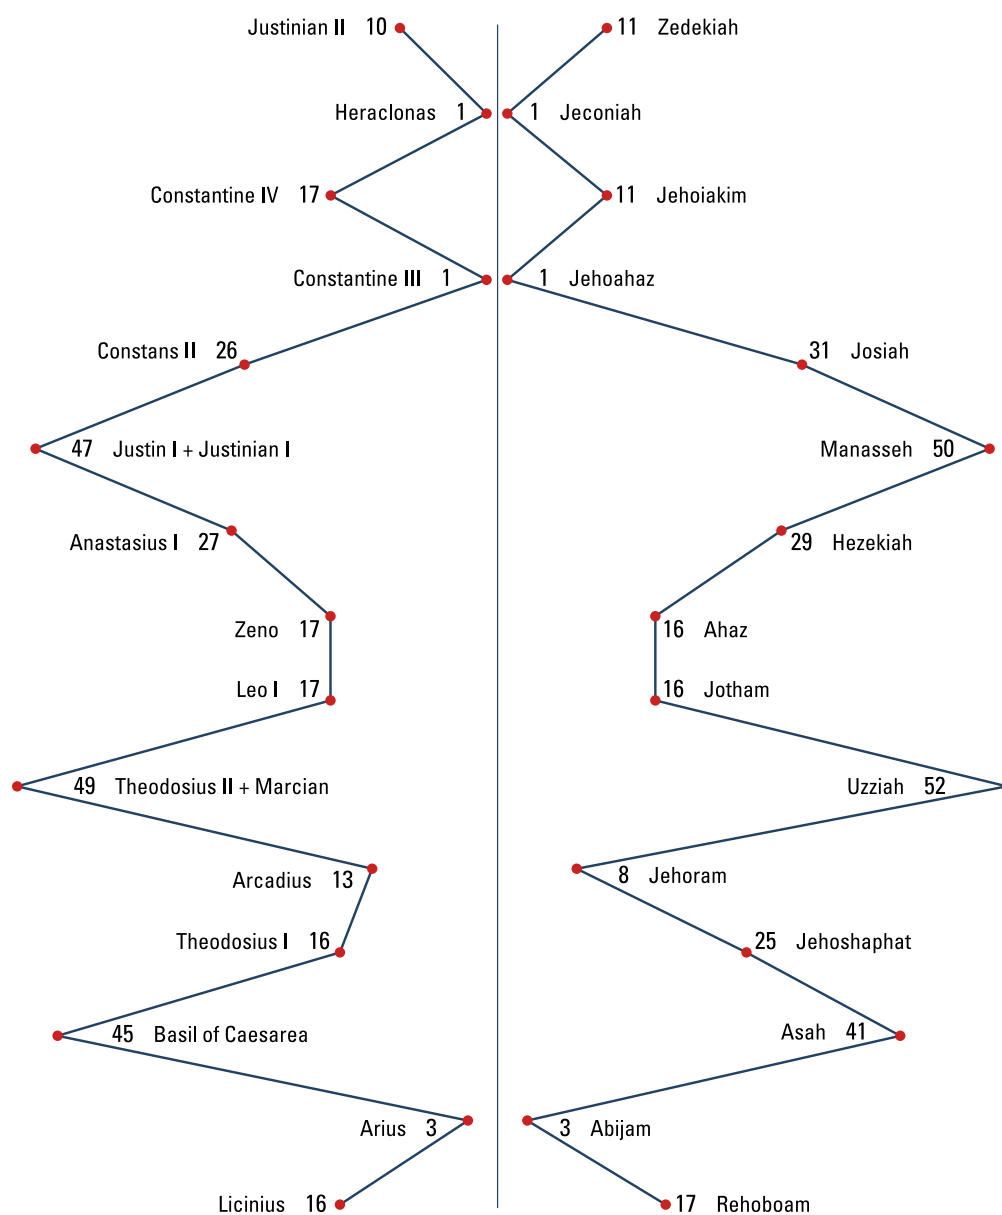 Justinian II 10 11 Zedekiah
Heraclonas 1 1 Jeconiah
Constantine IV 17 11 Jehoiakim
Constantine III 1 1 Jehoahaz
Constans II 26 31 Josiah
47 Justin I + Justinian I Manasseh 50
Anastasius I 27 29 Hezekiah
Zeno 17 16 Ahaz
Leo I 17 16 Jotham
49 Theodosius II + Marcian Uzziah 52
Arcadius 13 8 Jehoram
Theodosius I 16 25 Jehoshaphat
45 Basil of Caesarea Asah 41
Arius 3 3 Abijam
Licinius 16 17 Rehoboam